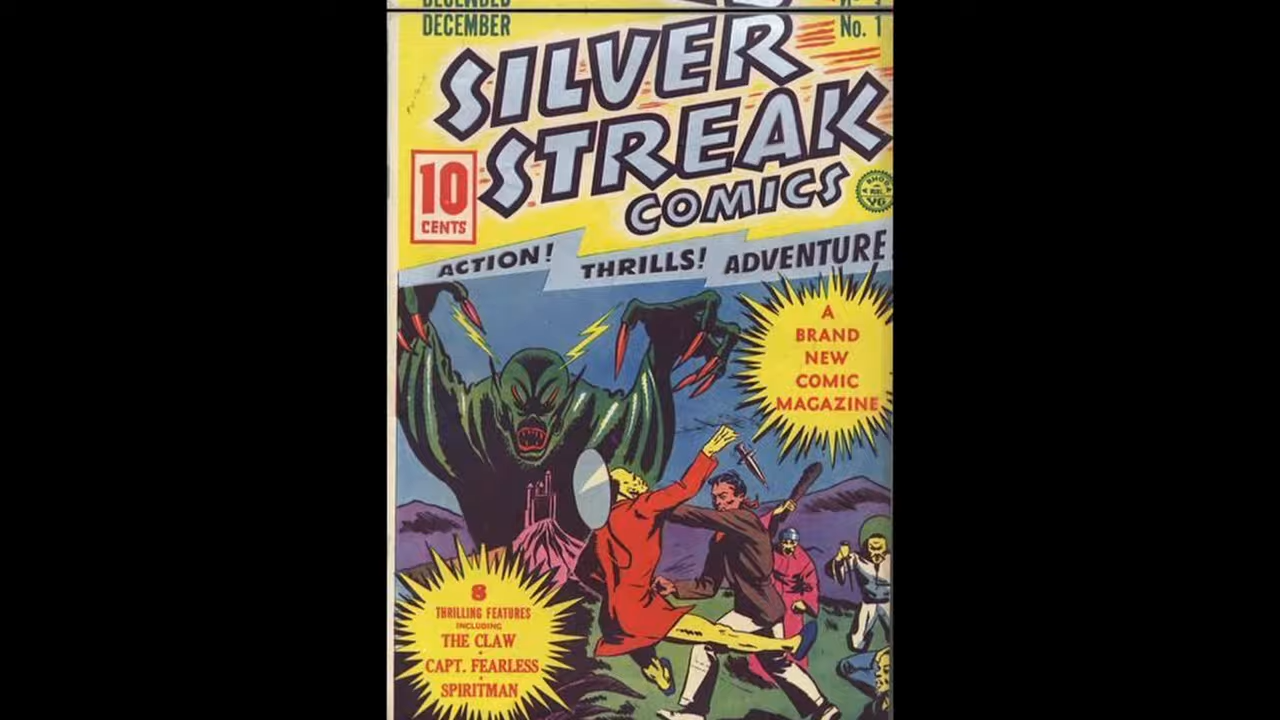 DECEMBER
No. 1
SILVER
STREAK
COMICS
10
CENTS
ACTION! THRILLS! ADVENTURE
A
BRAND
NEW
COMIC
MAGAZINE
8
THRILLING FEATURES
INCLUDING
THE CLAW
CAPT. FEARLESS
SPIRITMAN